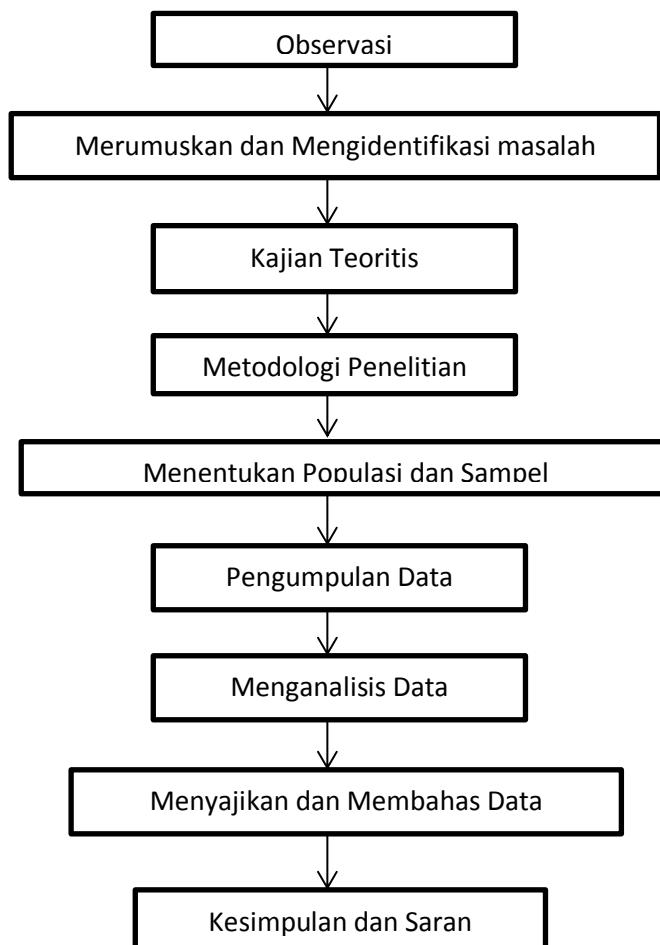 Observasi
Merumuskan dan Mengidentifikasi masalah
Kajian Teoritis
Metodologi Penelitian
Menentukan Populasi dan Sampel
Pengumpulan Data
Menganalisis Data
Menyajikan dan Membahas Data
Kesimpulan dan Saran